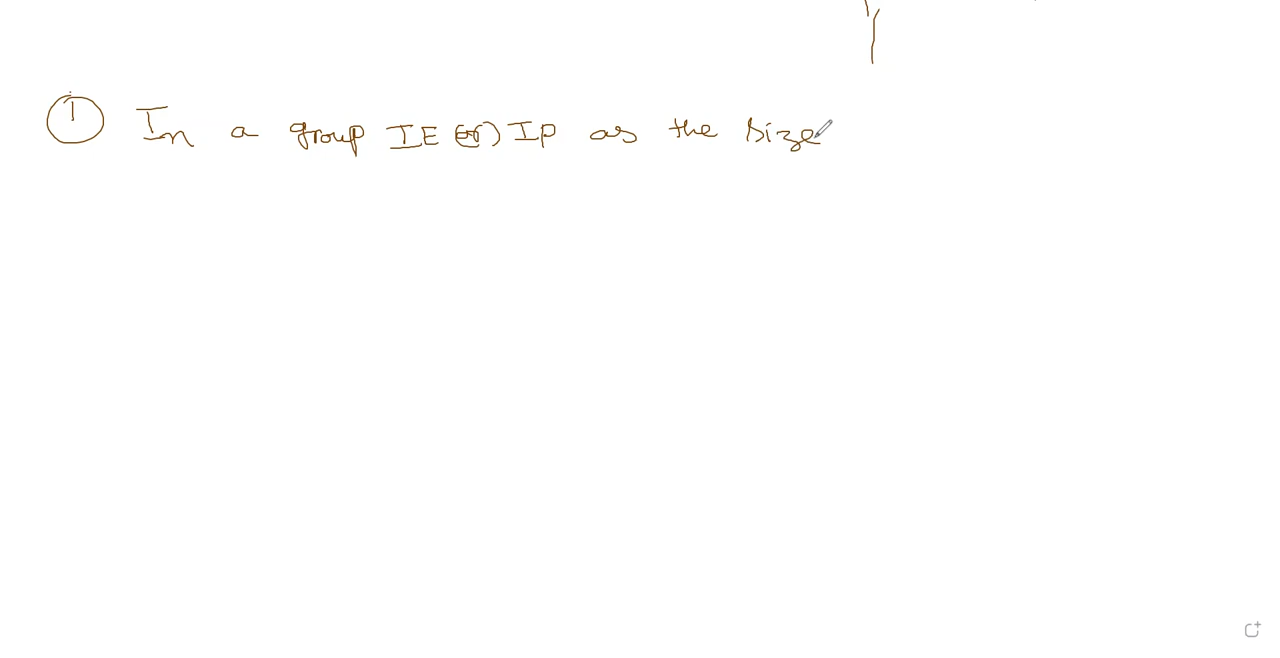 ① In a group IE (or) IP as the size